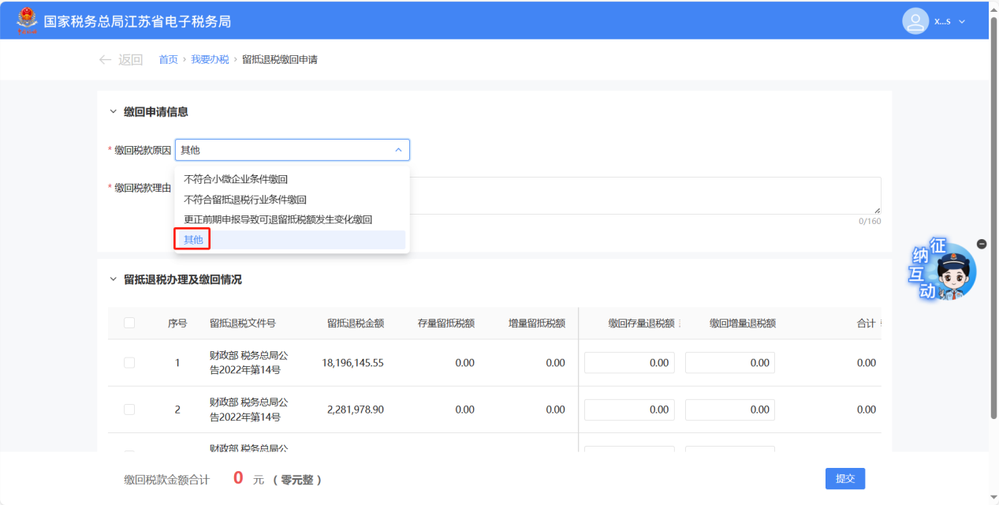 国家税务总局江苏省电子税务局
X...S
返回 首页 › 我要办税 › 留抵退税缴回申请
缴回申请信息
* 缴回税款原因 其他
不符合小微企业条件缴回
* 缴回税款理由
不符合留抵退税行业条件缴回
更正前期申报导致可退留抵税额发生变化缴回
0/160
其他
征纳互动
留抵退税办理及缴回情况
序号 留抵退税文件号 留抵退税金额 存量留抵税额 增量留抵税额 缴回存量退税额 缴回增量退税额 合计
1 财政部 税务总局公告2022年第14号 18,196,145.55 0.00 0.00 0.00 0.00 0.00
2 财政部 税务总局公告2022年第14号 2,281,978.90 0.00 0.00 0.00 0.00 0.00
财政部 税务总局公
缴回税款金额合计 0 元 （ 零元整 ）
提交